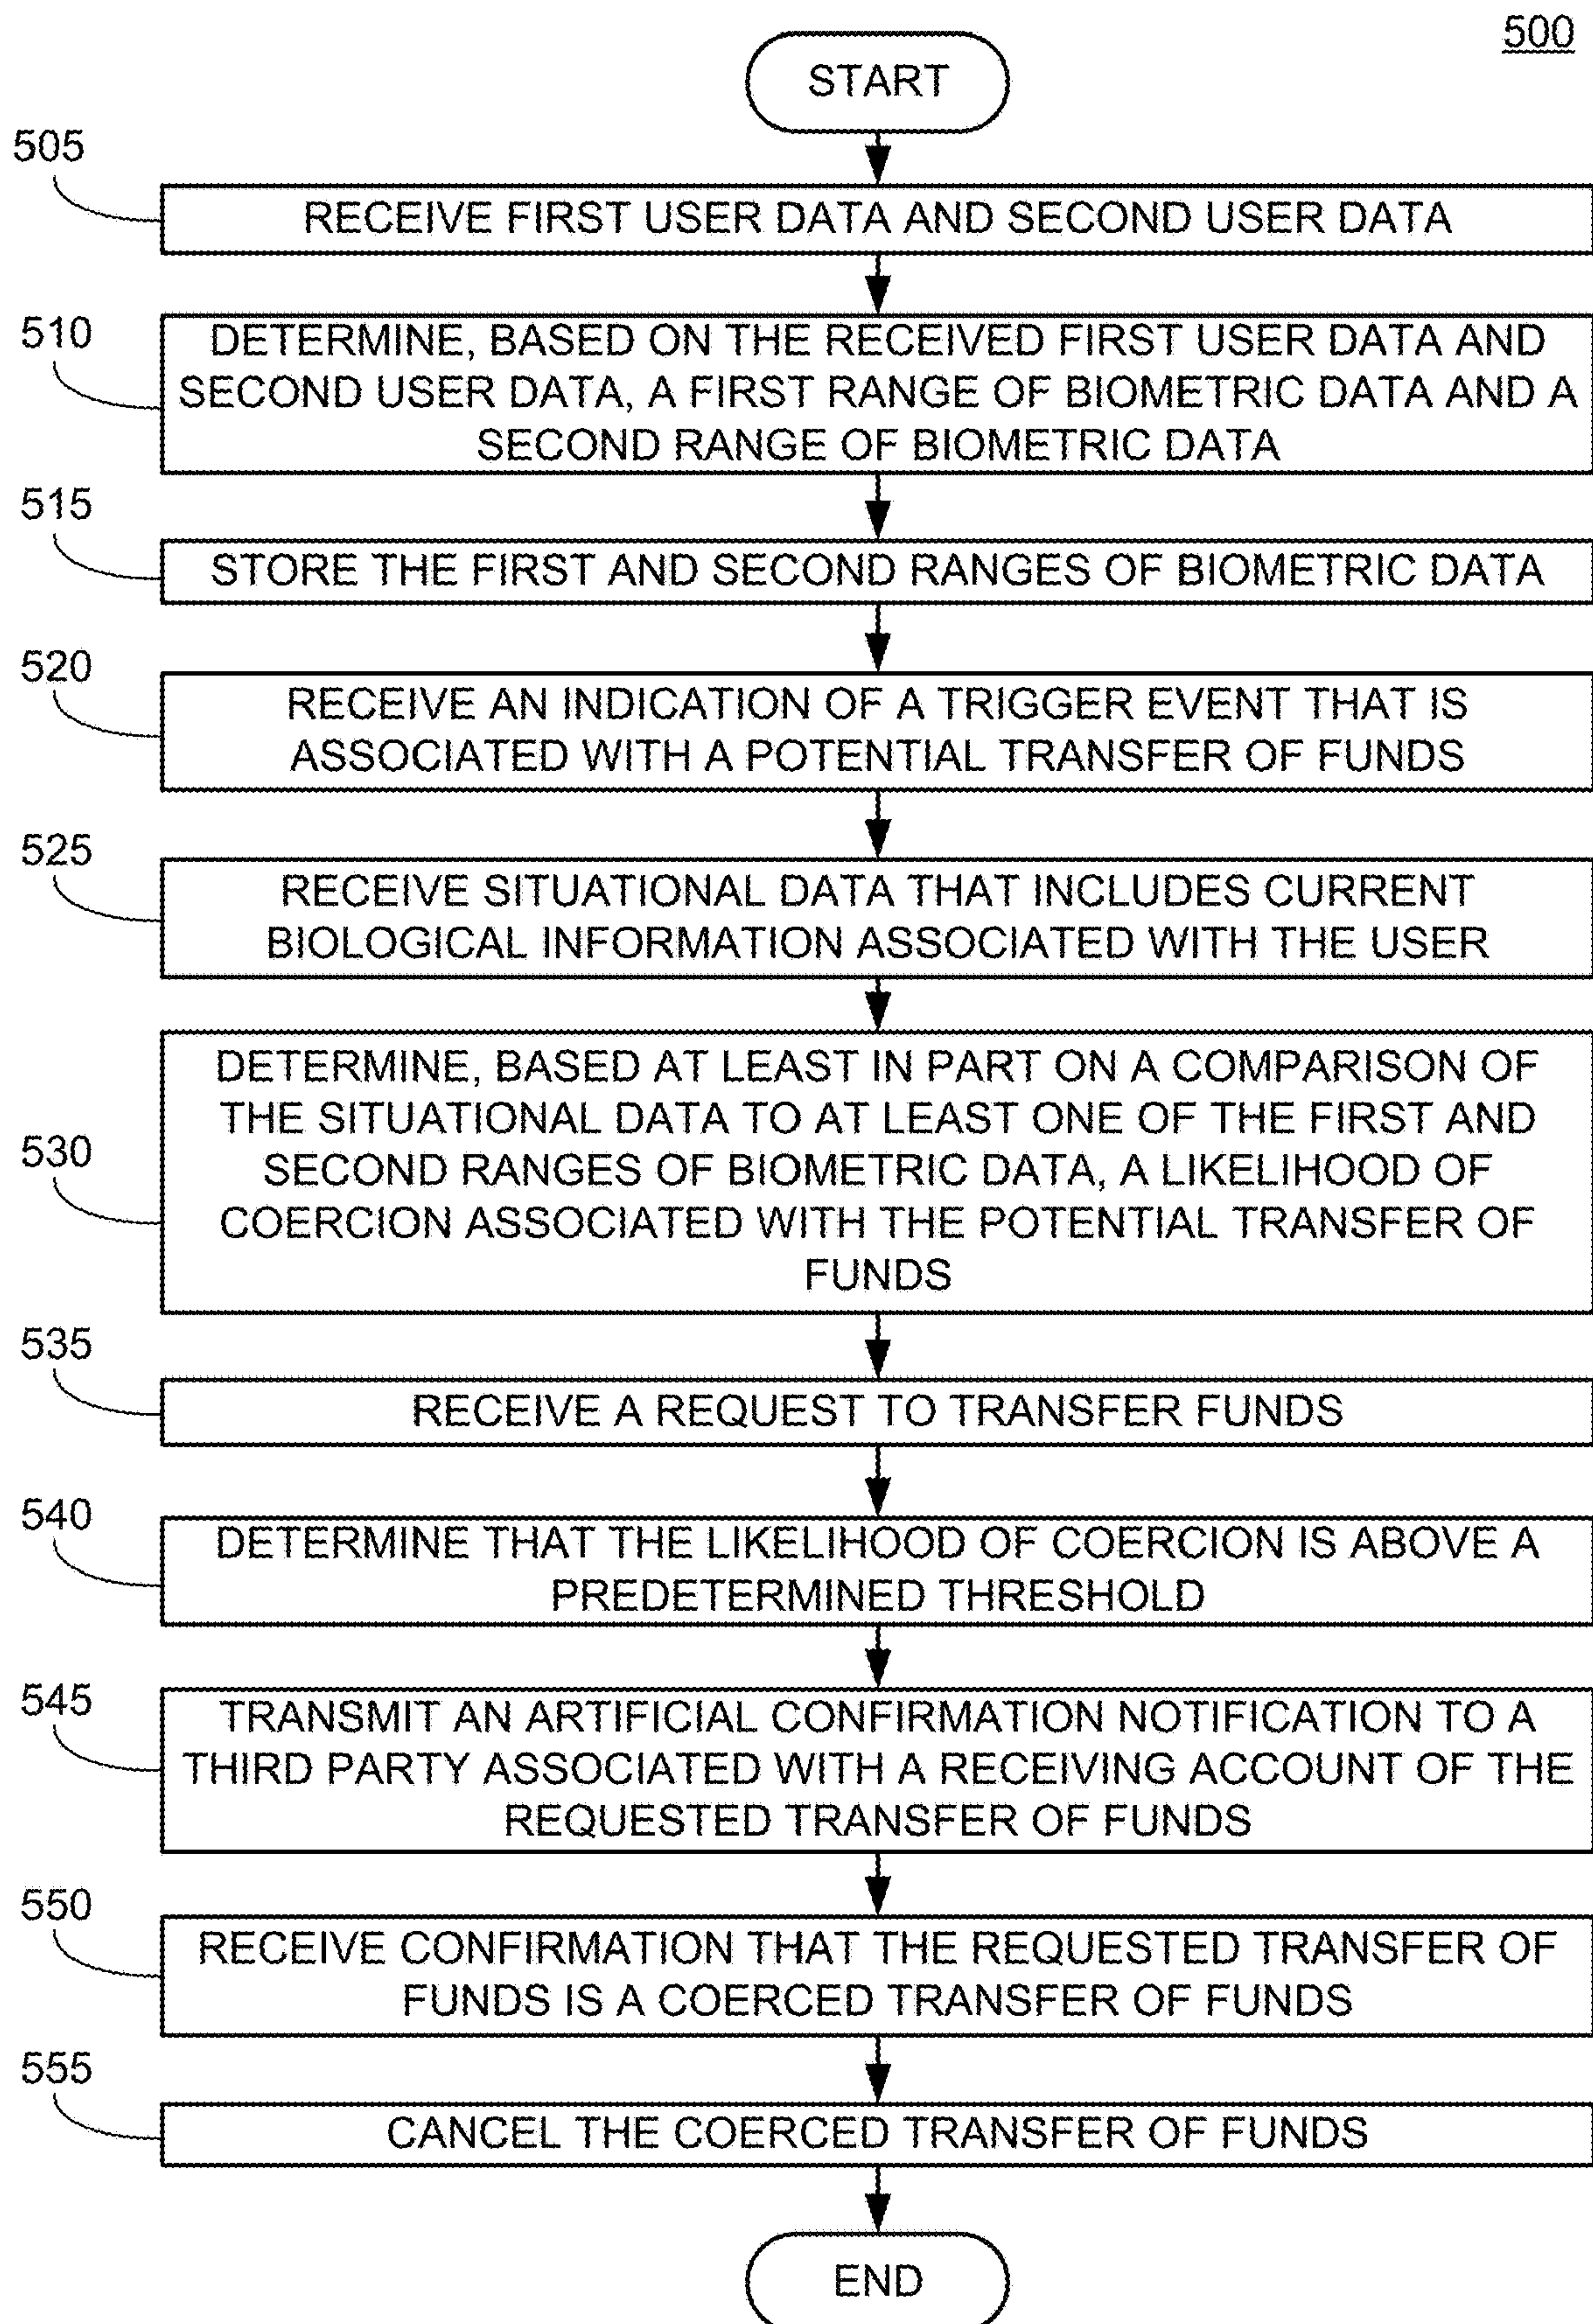 500
START
505
RECEIVE FIRST USER DATA AND SECOND USER DATA
510
DETERMINE, BASED ON THE RECEIVED FIRST USER DATA AND
SECOND USER DATA, A FIRST RANGE OF BIOMETRIC DATA AND A
SECOND RANGE OF BIOMETRIC DATA
515
STORE THE FIRST AND SECOND RANGES OF BIOMETRIC DATA
520
RECEIVE AN INDICATION OF A TRIGGER EVENT THAT IS
ASSOCIATED WITH A POTENTIAL TRANSFER OF FUNDS
525
RECEIVE SITUATIONAL DATA THAT INCLUDES CURRENT
BIOLOGICAL INFORMATION ASSOCIATED WITH THE USER
530
DETERMINE, BASED AT LEAST IN PART ON A COMPARISON OF
THE SITUATIONAL DATA TO AT LEAST ONE OF THE FIRST AND
SECOND RANGES OF BIOMETRIC DATA, A LIKELIHOOD OF
COERCION ASSOCIATED WITH THE POTENTIAL TRANSFER OF
FUNDS
535
RECEIVE A REQUEST TO TRANSFER FUNDS
540
DETERMINE THAT THE LIKELIHOOD OF COERCION IS ABOVE A
PREDETERMINED THRESHOLD
545
TRANSMIT AN ARTIFICIAL CONFIRMATION NOTIFICATION TO A
THIRD PARTY ASSOCIATED WITH A RECEIVING ACCOUNT OF THE
REQUESTED TRANSFER OF FUNDS
550
RECEIVE CONFIRMATION THAT THE REQUESTED TRANSFER OF
FUNDS IS A COERCED TRANSFER OF FUNDS
555
CANCEL THE COERCED TRANSFER OF FUNDS
END